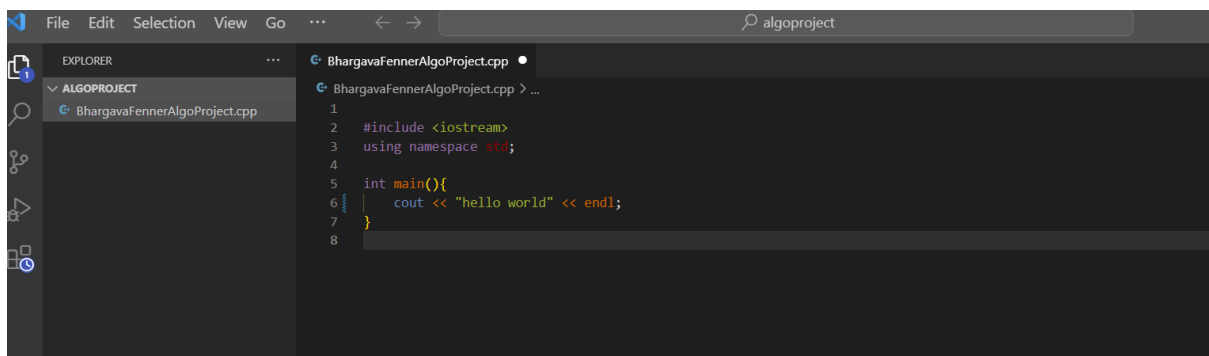 File Edit Selection View Go ··· algoproject
EXPLORER ···
ALGOPROJECT
BhargavaFennerAlgoProject.cpp
1
BhargavaFennerAlgoProject.cpp
BhargavaFennerAlgoProject.cpp > ...
1
2 #include <iostream>
3 using namespace std;
4
5 int main(){
6 cout << "hello world" << endl;
7 }
8